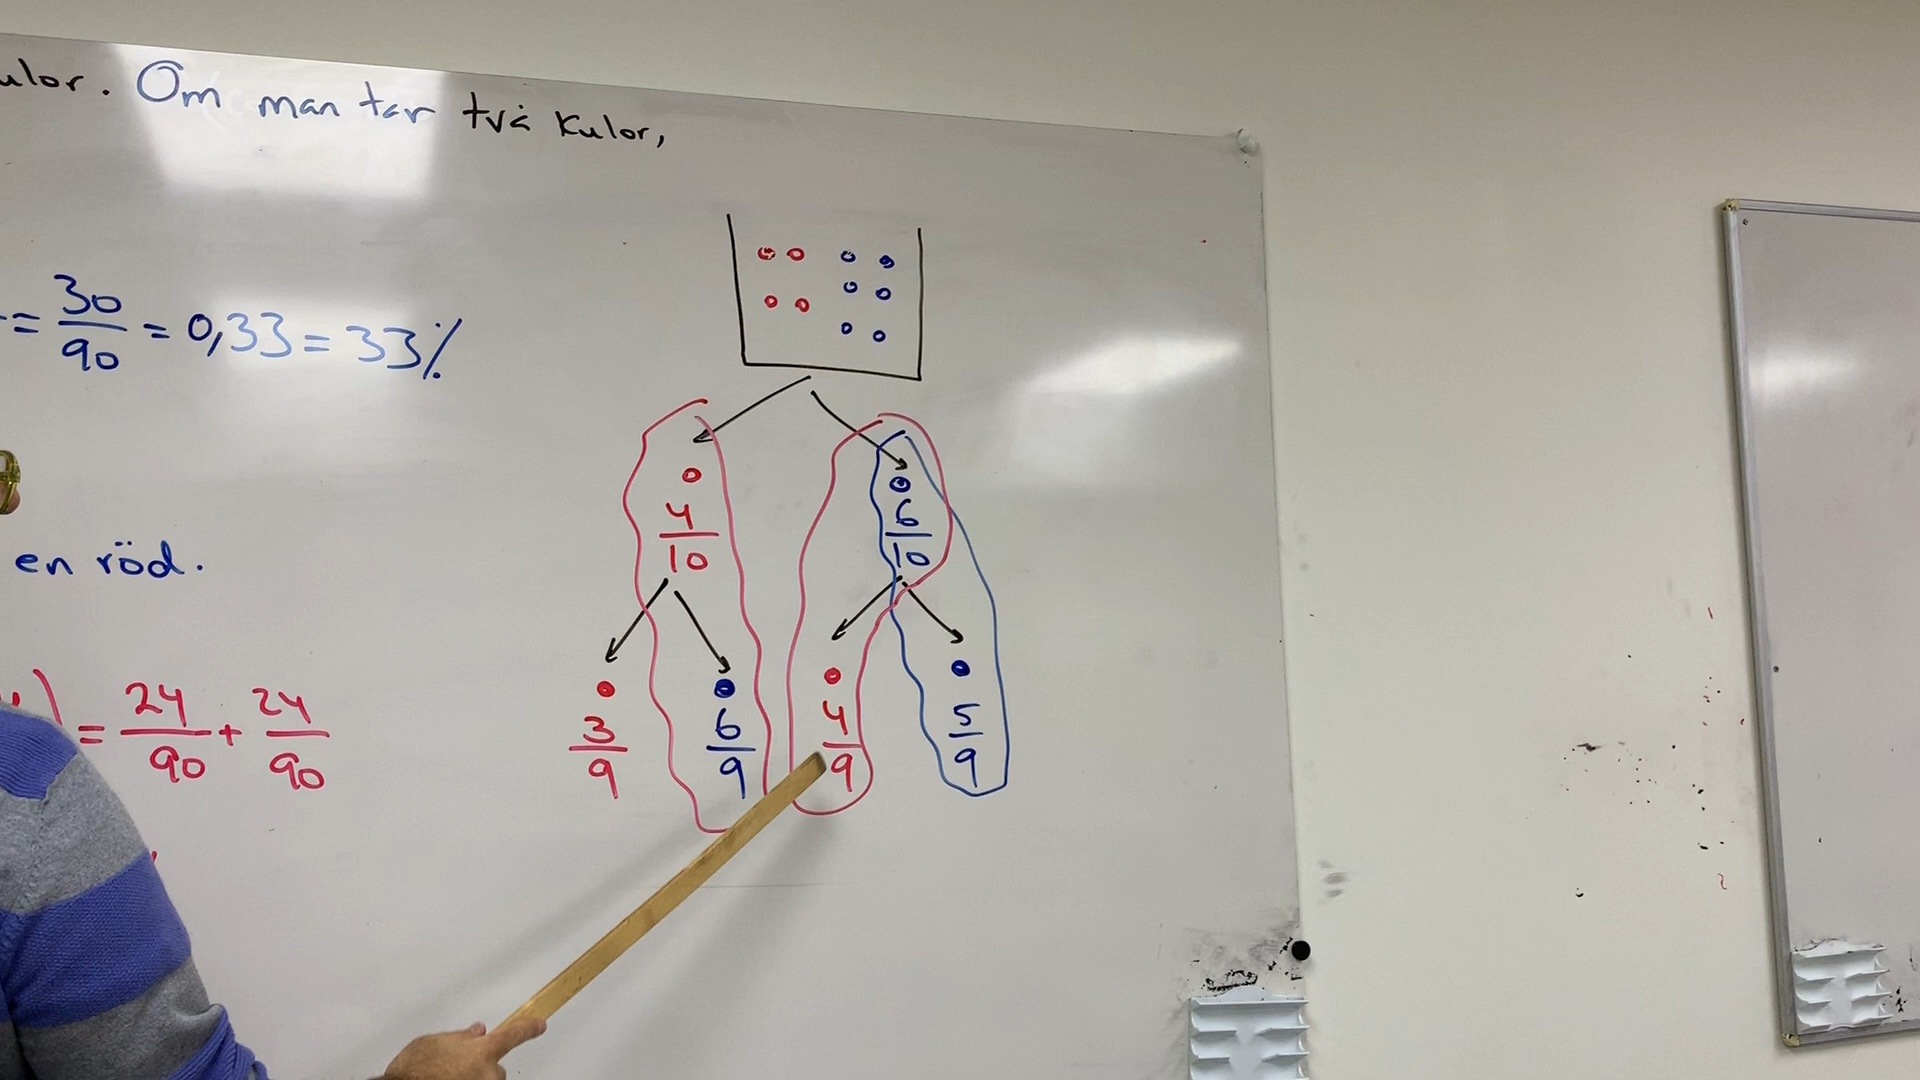 ulor. Om man tar två kulor,
= 30/90 = 0,33 = 33%
4/10 6/10
en röd.
= 24/90 + 24/90
3/9 6/9 4/9 5/9